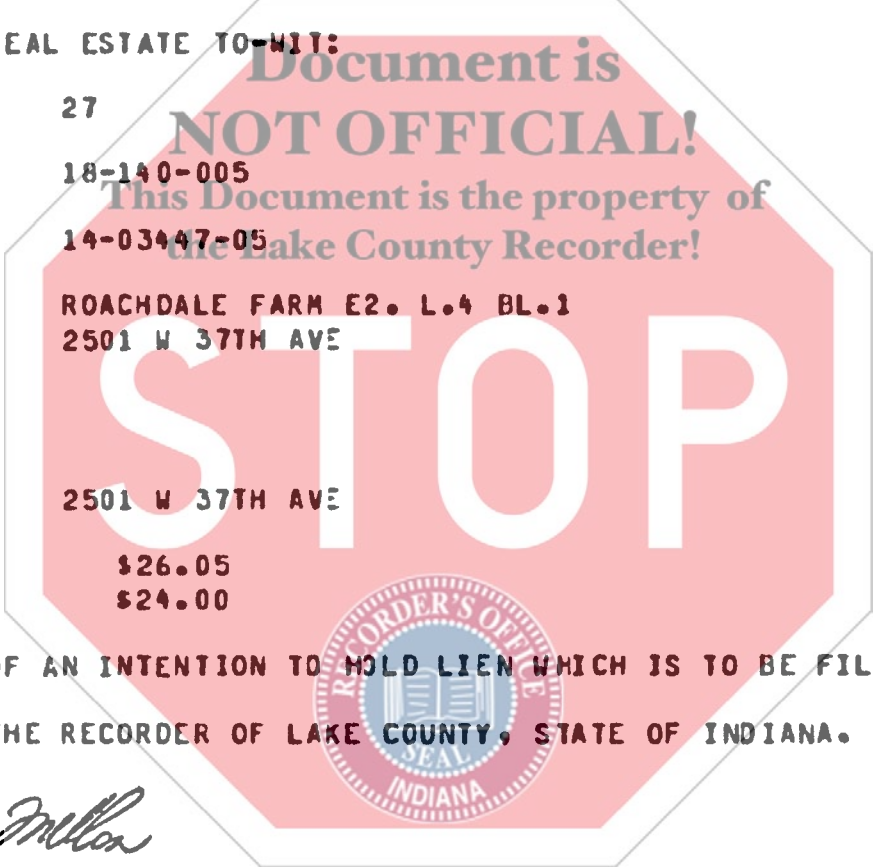 EAL ESTATE TO-WIT:
Document is
27
NOT OFFICIAL!
18-140-005
This Document is the property of
14-03447-05
the Lake County Recorder!
ROACHDALE FARM E2. L.4 BL.1
2501 W 37TH AVE
STOP
2501 W 37TH AVE
$26.05
$24.00
RECORDER'S OFFICE
OF AN INTENTION TO HOLD LIEN WHICH IS TO BE FIL
THE RECORDER OF LAKE COUNTY, STATE OF INDIANA.
SEAL
INDIANA